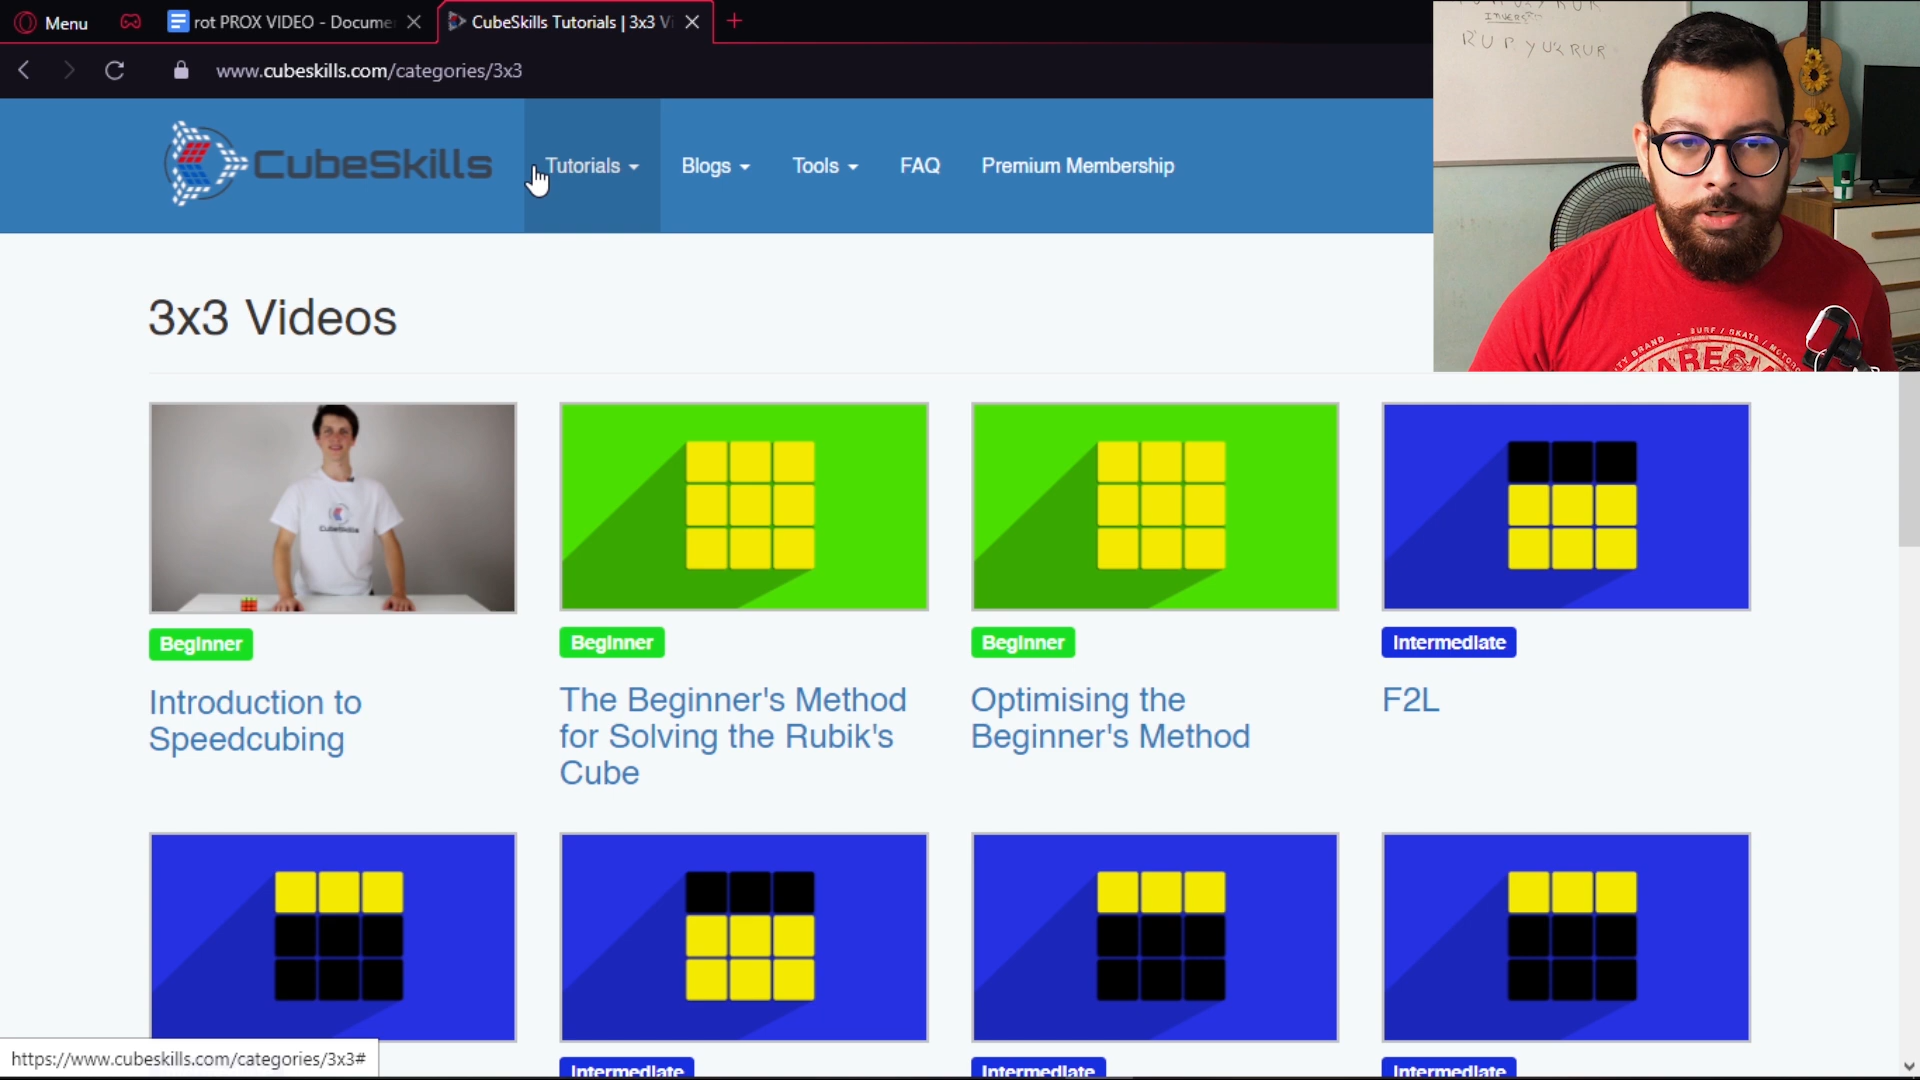 Menu
rot PROX VIDEO - Docume
CubeSkills Tutorials | 3x3 Vi
www.cubeskills.com/categories/3x3
CubeSkills
Tutorials
Blogs
Tools
FAQ
Premium Membership
3x3 Videos
CubeSkills
Beginner
Beginner
Beginner
Intermediate
Introduction to
Speedcubing
The Beginner's Method
for Solving the Rubik's
Cube
Optimising the
Beginner's Method
F2L
Intermediate
Intermediate
Intermediate
https://www.cubeskills.com/categories/3x3#